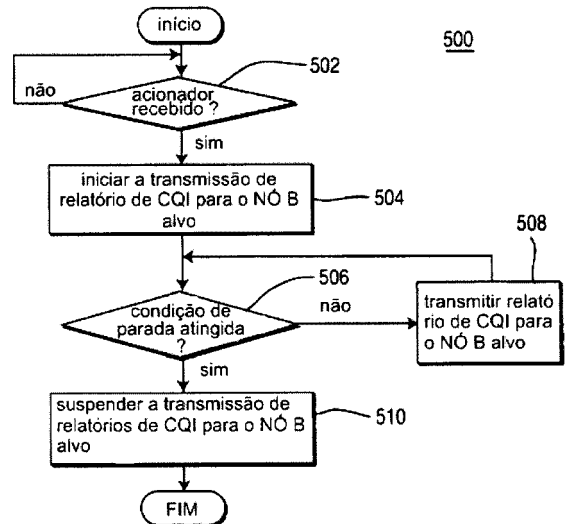 início
500
502
não
acionador
recebido ?
sim
iniciar a transmissão de
relatório de CQI para o NÓ B
alvo
504
508
506
condição de
parada atingida
?
não
transmitir relató
rio de CQI para
o NÓ B alvo
sim
suspender a transmissão de
relatórios de CQI para o NÓ B
alvo
510
FIM